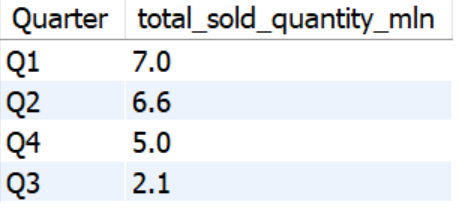 Quarter total_sold_quantity_mln
Q1 7.0
Q2 6.6
Q4 5.0
Q3 2.1